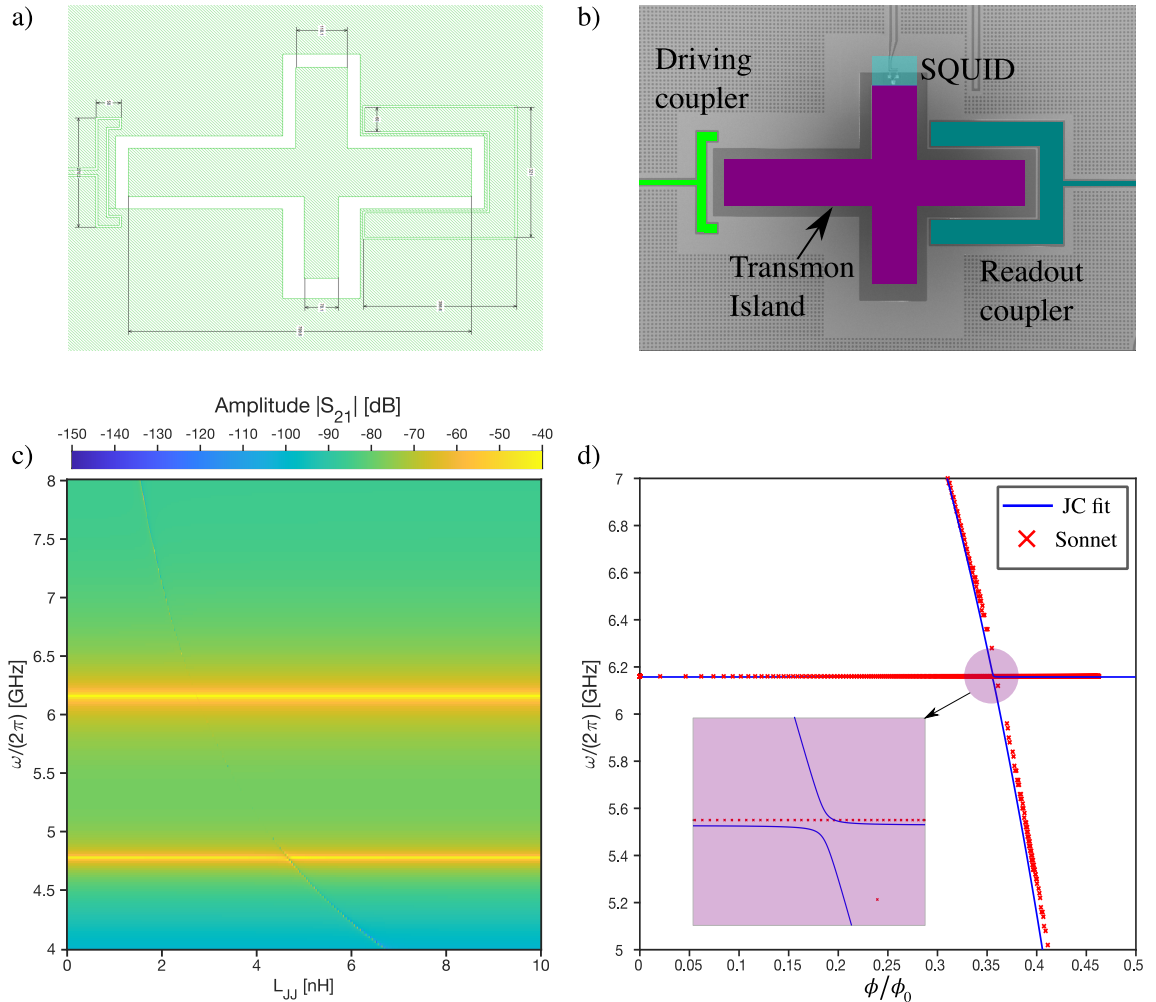 a)
b)
Driving
coupler
SQUID
Transmon
Island
Readout
coupler
Amplitude |S21| [dB]
-150 -140 -130 -120 -110 -100 -90 -80 -70 -60 -50 -40
c)
8
7.5
7
6.5
6
5.5
5
4.5
4
ω/(2π) [GHz]
0 2 4 6 8 10
LJJ [nH]
d)
7
6.8
6.6
6.4
6.2
6
5.8
5.6
5.4
5.2
5
ω/(2π) [GHz]
JC fit
Sonnet
0 0.05 0.1 0.15 0.2 0.25 0.3 0.35 0.4 0.45 0.5
ϕ/ϕ0